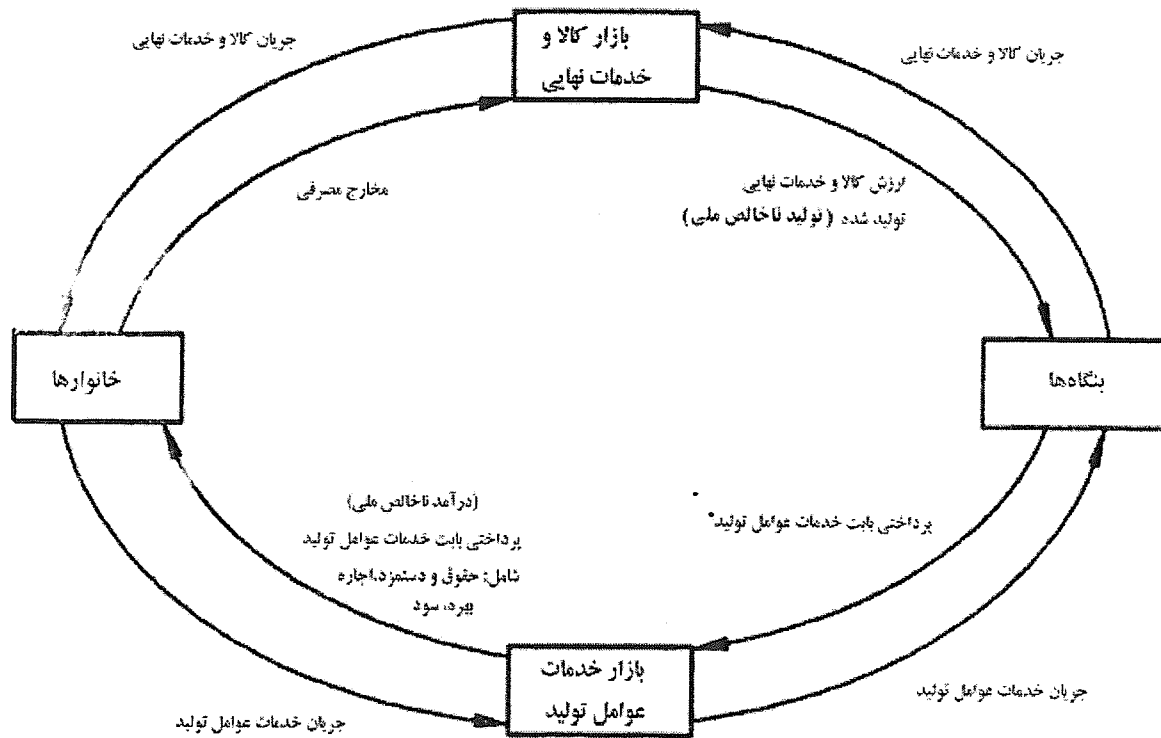 بازار کالا و
خدمات نهایی
جریان کالا و خدمات نهایی
جریان کالا و خدمات نهایی
مخارج مصرفی
ارزش کالا و خدمات نهایی
تولید شده (تولید ناخالص ملی)
خانوارها
بنگاه‌ها
(درآمد ناخالص ملی)
پرداختی بابت خدمات عوامل تولید
شامل: حقوق و دستمزد، اجاره
بهره، سود
پرداختی بابت خدمات عوامل تولید
بازار خدمات
عوامل تولید
جریان خدمات عوامل تولید
جریان خدمات عوامل تولید